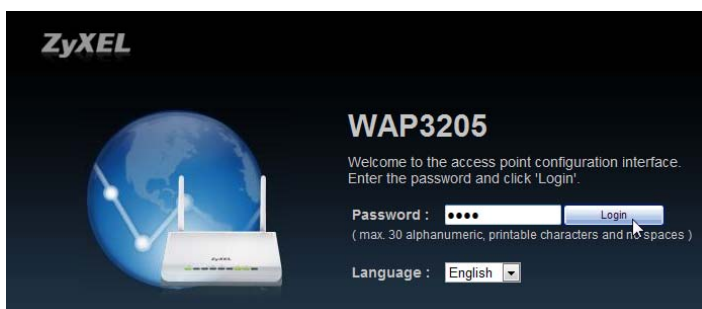 ZyXEL
WAP3205
Welcome to the access point configuration interface.
Enter the password and click 'Login'.
Password : •••• Login
( max. 30 alphanumeric, printable characters and no spaces )
Language : English
ZyXEL